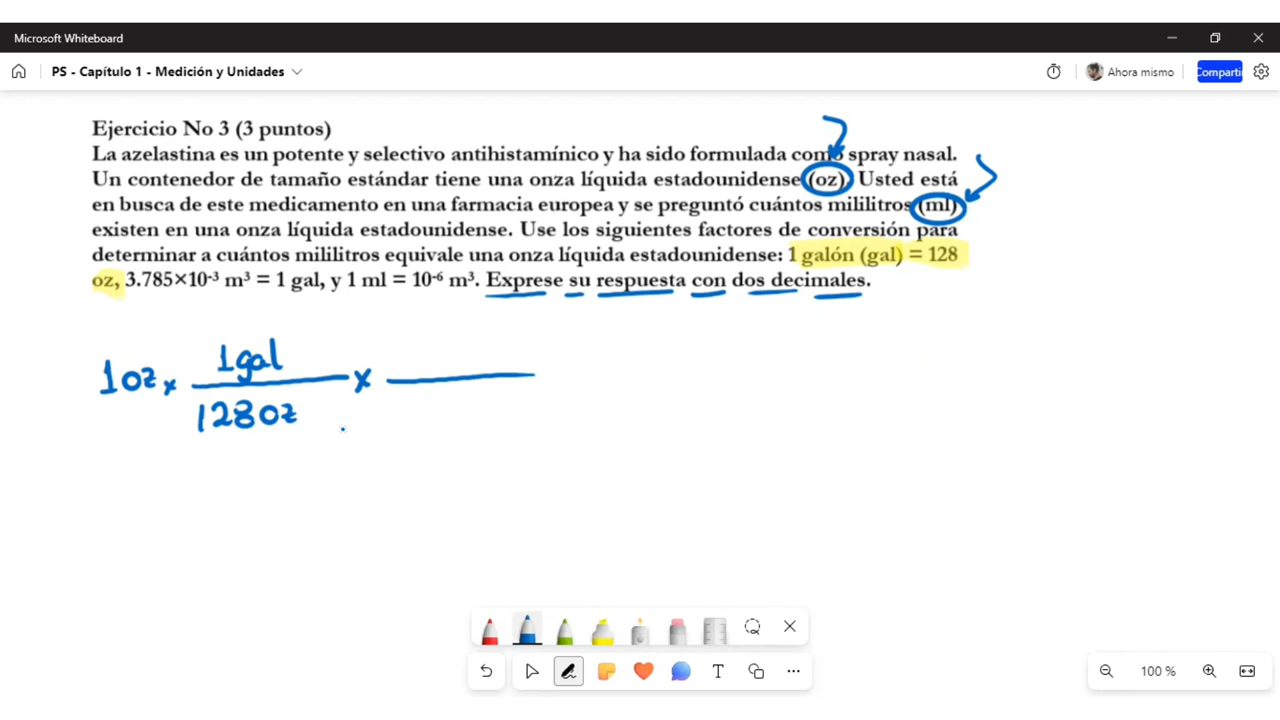 Microsoft Whiteboard
PS - Capítulo 1 - Medición y Unidades
Ahora mismo
Comparti
Ejercicio No 3 (3 puntos)
La azelastina es un potente y selectivo antihistamínico y ha sido formulada como spray nasal.
Un contenedor de tamaño estándar tiene una onza líquida estadounidense (oz). Usted está
en busca de este medicamento en una farmacia europea y se preguntó cuántos mililitros (ml)
existen en una onza líquida estadounidense. Use los siguientes factores de conversión para
determinar a cuántos mililitros equivale una onza líquida estadounidense: 1 galón (gal) = 128
oz, 3.785×10⁻³ m³ = 1 gal, y 1 ml = 10⁻⁶ m³. Exprese su respuesta con dos decimales.
1 gal
1oz x x
128 oz
T
100 %